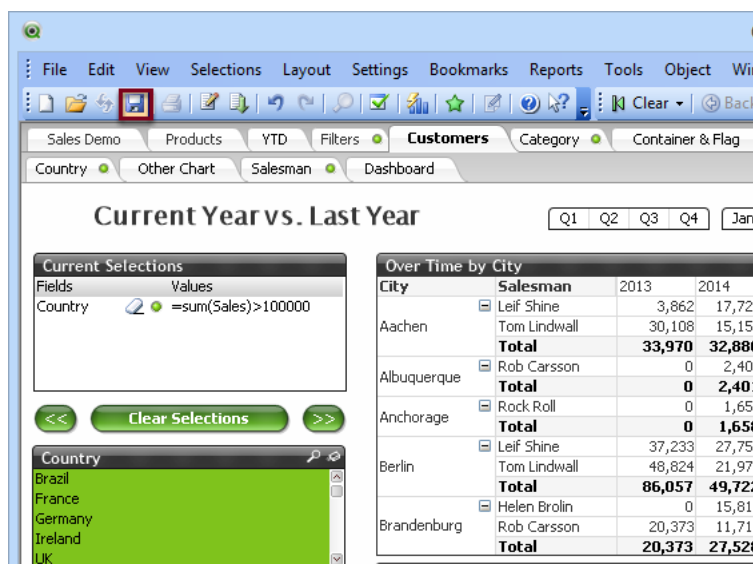 File Edit View Selections Layout Settings Bookmarks Reports Tools Object
Clear
Sales Demo Products YTD Filters Customers Category Container & Flag
Country Other Chart Salesman Dashboard
Current Year vs. Last Year
Q1 Q2 Q3 Q4
Current Selections
Fields Values
Country =sum(Sales)>100000
<< Clear Selections >>
Country
Brazil
France
Germany
Ireland
UK
Over Time by City
City Salesman 2013 2014
Aachen
Leif Shine 3,862
Tom Lindwall 30,108
Total 33,970
Albuquerque
Rob Carsson 0
Total 0
Anchorage
Rock Roll 0
Total 0
Berlin
Leif Shine 37,233
Tom Lindwall 48,824
Total 86,057
Brandenburg
Helen Brolin 0
Rob Carsson 20,373
Total 20,373